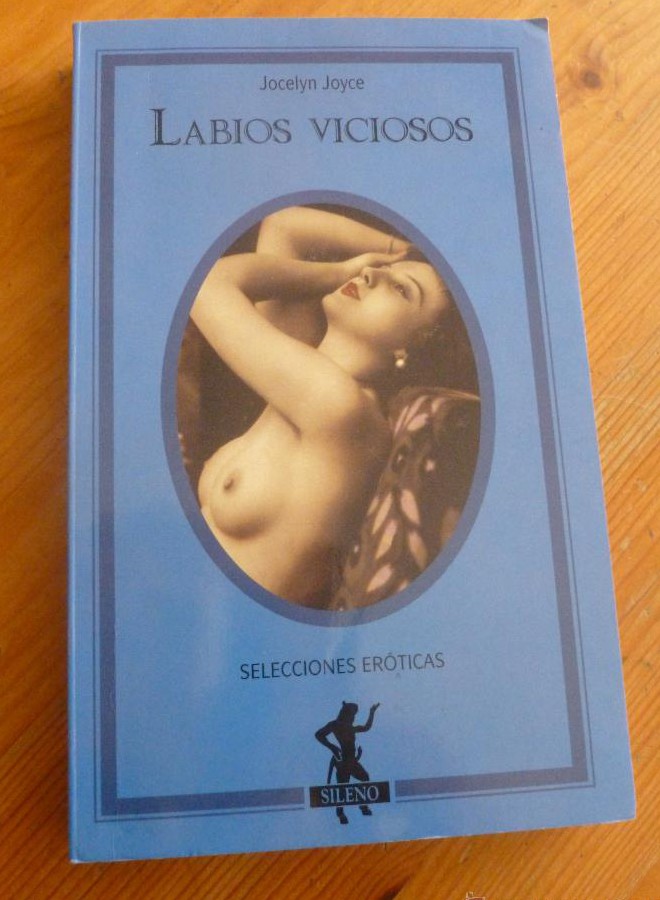 Jocelyn Joyce
LABIOS VICIOSOS
SELECCIONES ERÓTICAS
SILENO